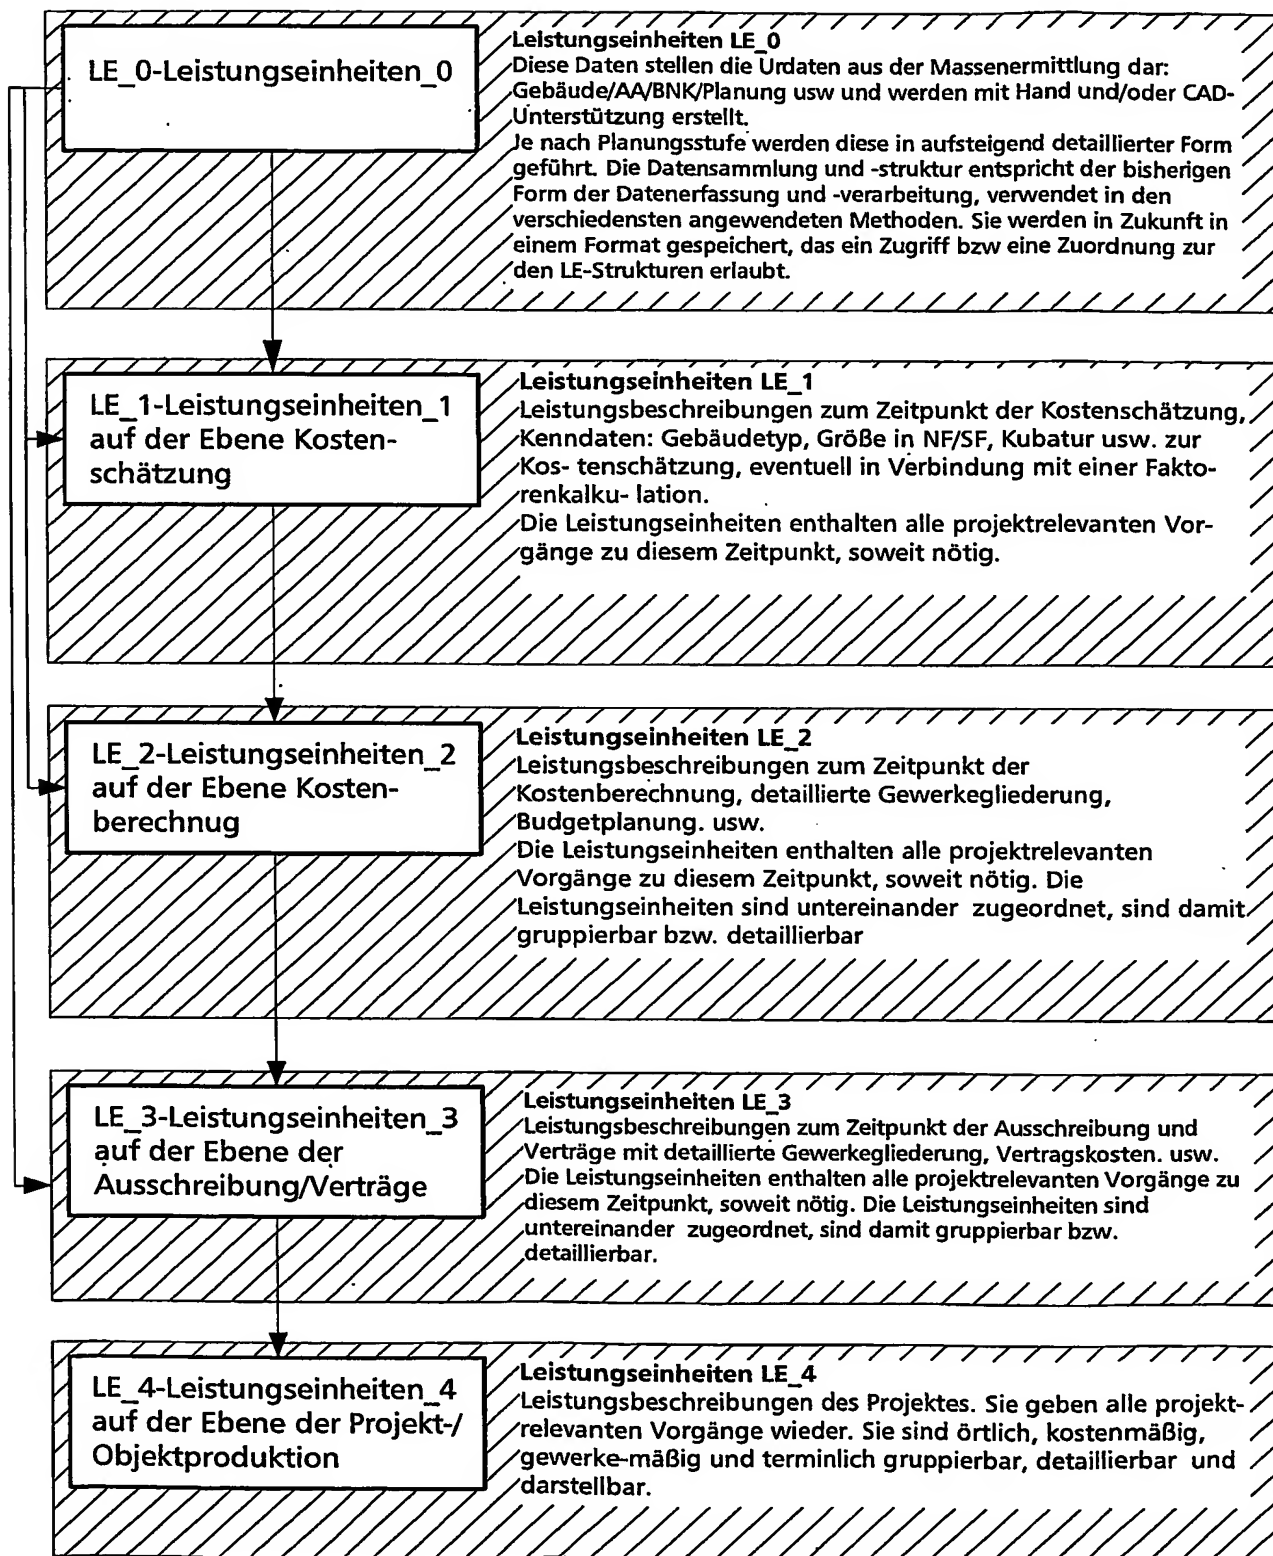 LE_0-Leistungseinheiten_0
Leistungseinheiten LE_0
Diese Daten stellen die Urdaten aus der Massenermittlung dar:
Gebäude/AA/BNK/Planung usw und werden mit Hand und/oder CAD-
Unterstützung erstellt.
Je nach Planungsstufe werden diese in aufsteigend detaillierter Form
geführt. Die Datensammlung und -struktur entspricht der bisherigen
Form der Datenerfassung und -verarbeitung, verwendet in den
verschiedensten angewendeten Methoden. Sie werden in Zukunft in
einem Format gespeichert, das ein Zugriff bzw eine Zuordnung zur
den LE-Strukturen erlaubt.
LE_1-Leistungseinheiten_1
auf der Ebene Kosten-
schätzung
Leistungseinheiten LE_1
Leistungsbeschreibungen zum Zeitpunkt der Kostenschätzung,
Kenndaten: Gebäudetyp, Größe in NF/SF, Kubatur usw. zur
Kos- tenschätzung, eventuell in Verbindung mit einer Fakto-
renkalku- lation.
Die Leistungseinheiten enthalten alle projektrelevanten Vor-
gänge zu diesem Zeitpunkt, soweit nötig.
LE_2-Leistungseinheiten_2
auf der Ebene Kosten-
berechnug
Leistungseinheiten LE_2
Leistungsbeschreibungen zum Zeitpunkt der
Kostenberechnung, detaillierte Gewerkegliederung,
Budgetplanung. usw.
Die Leistungseinheiten enthalten alle projektrelevanten
Vorgänge zu diesem Zeitpunkt, soweit nötig. Die
Leistungseinheiten sind untereinander zugeordnet, sind damit
gruppierbar bzw. detaillierbar
LE_3-Leistungseinheiten_3
auf der Ebene der
Ausschreibung/Verträge
Leistungseinheiten LE_3
Leistungsbeschreibungen zum Zeitpunkt der Ausschreibung und
Verträge mit detaillierte Gewerkegliederung, Vertragskosten. usw.
Die Leistungseinheiten enthalten alle projektrelevanten Vorgänge zu
diesem Zeitpunkt, soweit nötig. Die Leistungseinheiten sind
untereinander zugeordnet, sind damit gruppierbar bzw.
detaillierbar.
LE_4-Leistungseinheiten_4
auf der Ebene der Projekt-/
Objektproduktion
Leistungseinheiten LE_4
Leistungsbeschreibungen des Projektes. Sie geben alle projekt-
relevanten Vorgänge wieder. Sie sind örtlich, kostenmäßig,
gewerke-mäßig und terminlich gruppierbar, detaillierbar und
darstellbar.